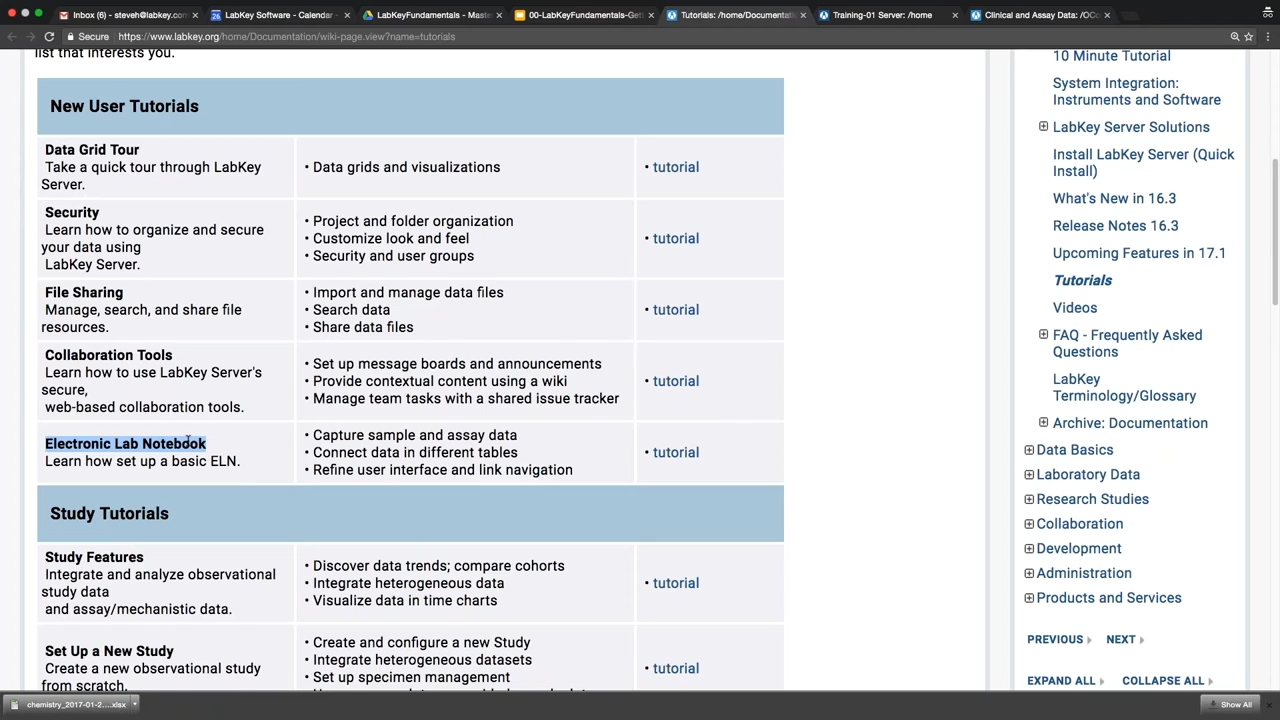 Inbox (6) - steveh@labkey.com
LabKey Software - Calendar
LabKeyFundamentals - Maste
00-LabKeyFundamentals-Get
Tutorials: /home/Documentatio
Training-01 Server: /home
Clinical and Assay Data: /OCo
Secure
https://www.labkey.org/home/Documentation/wiki-page.view?name=tutorials
list that interests you.
New User Tutorials
Data Grid Tour
Take a quick tour through LabKey
Server.
• Data grids and visualizations
• tutorial
Security
Learn how to organize and secure
your data using
LabKey Server.
• Project and folder organization
• Customize look and feel
• Security and user groups
• tutorial
File Sharing
Manage, search, and share file
resources.
• Import and manage data files
• Search data
• Share data files
• tutorial
Collaboration Tools
Learn how to use LabKey Server's
secure,
web-based collaboration tools.
• Set up message boards and announcements
• Provide contextual content using a wiki
• Manage team tasks with a shared issue tracker
• tutorial
Electronic Lab Notebook
Learn how set up a basic ELN.
• Capture sample and assay data
• Connect data in different tables
• Refine user interface and link navigation
• tutorial
Study Tutorials
Study Features
Integrate and analyze observational
study data
and assay/mechanistic data.
• Discover data trends; compare cohorts
• Integrate heterogeneous data
• Visualize data in time charts
• tutorial
Set Up a New Study
Create a new observational study
from scratch.
• Create and configure a new Study
• Integrate heterogeneous datasets
• Set up specimen management
• tutorial
10 Minute Tutorial
System Integration:
Instruments and Software
LabKey Server Solutions
Install LabKey Server (Quick
Install)
What's New in 16.3
Release Notes 16.3
Upcoming Features in 17.1
Tutorials
Videos
FAQ - Frequently Asked
Questions
LabKey
Terminology/Glossary
Archive: Documentation
Data Basics
Laboratory Data
Research Studies
Collaboration
Development
Administration
Products and Services
PREVIOUS
NEXT
EXPAND ALL
COLLAPSE ALL
chemistry_2017-01-2....xlsx
Show All